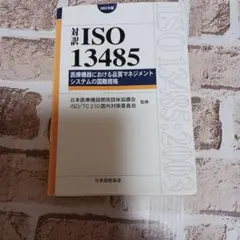 2003年版
対訳 ISO
13485
医療機器における品質マネジメント
システムの国際規格
日本医療機器関係団体協議会
ISO/TC 210国内対策委員会
監修
日本規格協会
ISO 13485:2003